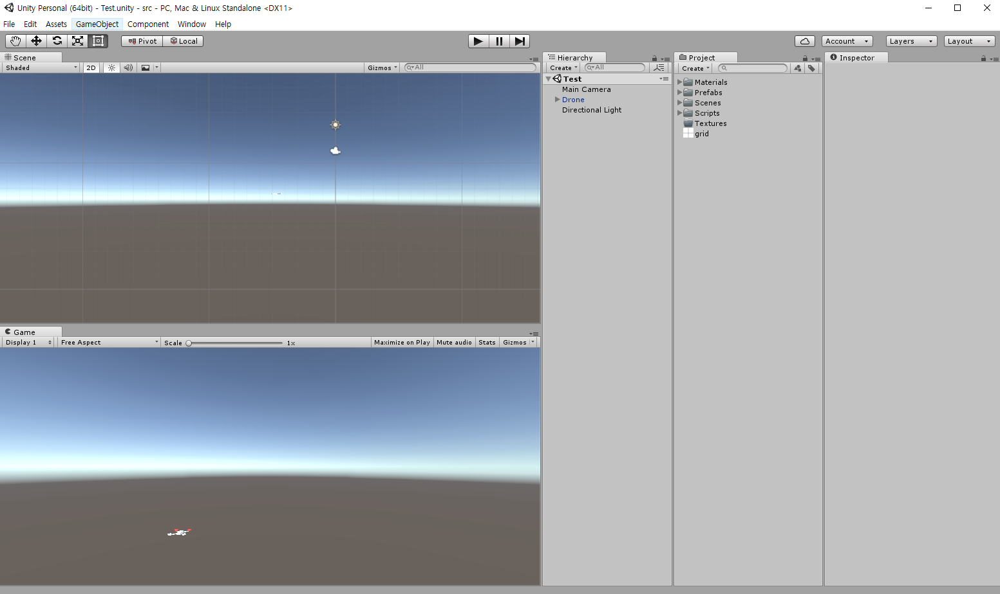 Unity Personal (64bit) - Test.unity - src - PC, Mac & Linux Standalone <DX11>
File Edit Assets GameObject Component Window Help
Pivot Local Account Layers Layout
Scene
Shaded 2D Gizmos All
Game
Display 1 Free Aspect Scale 1x Maximize on Play Mute audio Stats Gizmos
Hierarchy
Create All
Test
Main Camera
Drone
Directional Light
Project
Create
Materials
Prefabs
Scenes
Scripts
Textures
grid
Inspector